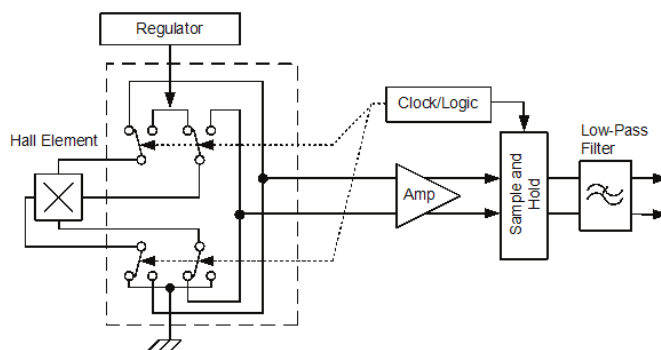 Regulator
Clock/Logic
Hall Element
Low-Pass
Filter
Amp
Sample and
Hold